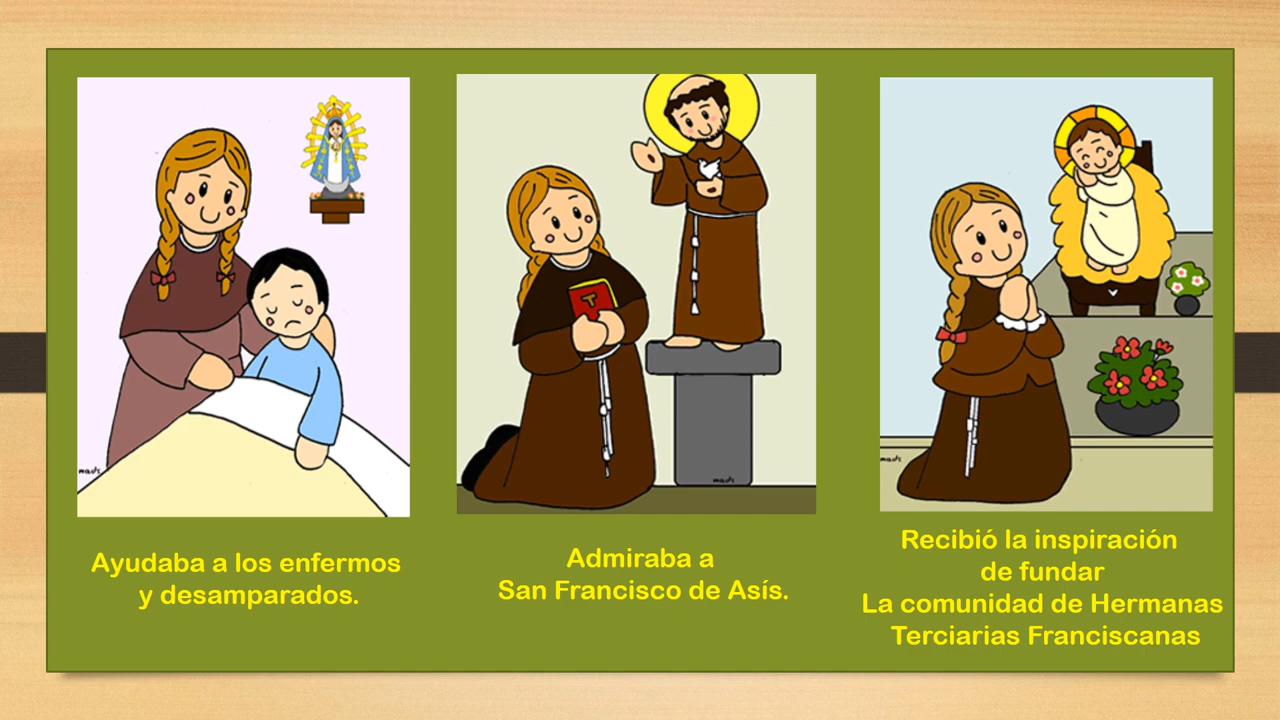 Ayudaba a los enfermos
y desamparados.
Admiraba a
San Francisco de Asís.
Recibió la inspiración
de fundar
La comunidad de Hermanas
Terciarias Franciscanas